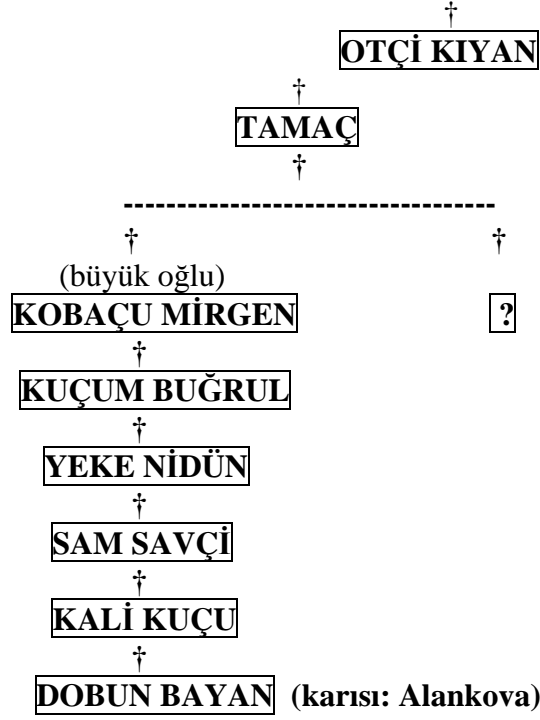 †
OTÇİ KIYAN
†
TAMAÇ
†
-----------------------------------
† †
(büyük oğlu)
KOBAÇU MİRGEN ?
†
KUÇUM BUĞRUL
†
YEKE NİDÜN
†
SAM SAVÇİ
†
KALİ KUÇU
†
DOBUN BAYAN (karısı: Alankova)